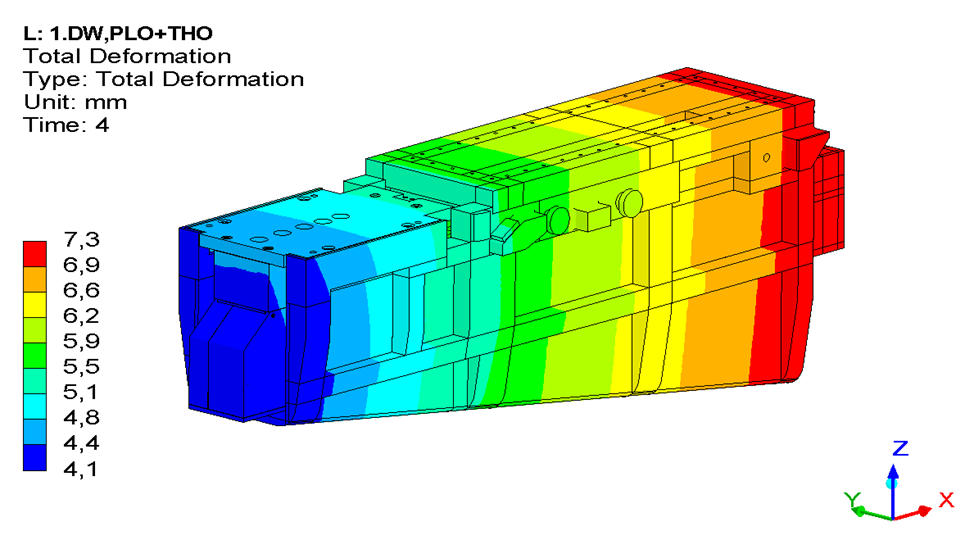 L: 1.DW,PLO+THO
Total Deformation
Type: Total Deformation
Unit: mm
Time: 4
7,3
6,9
6,6
6,2
5,9
5,5
5,1
4,8
4,4
4,1
Z
Y
X